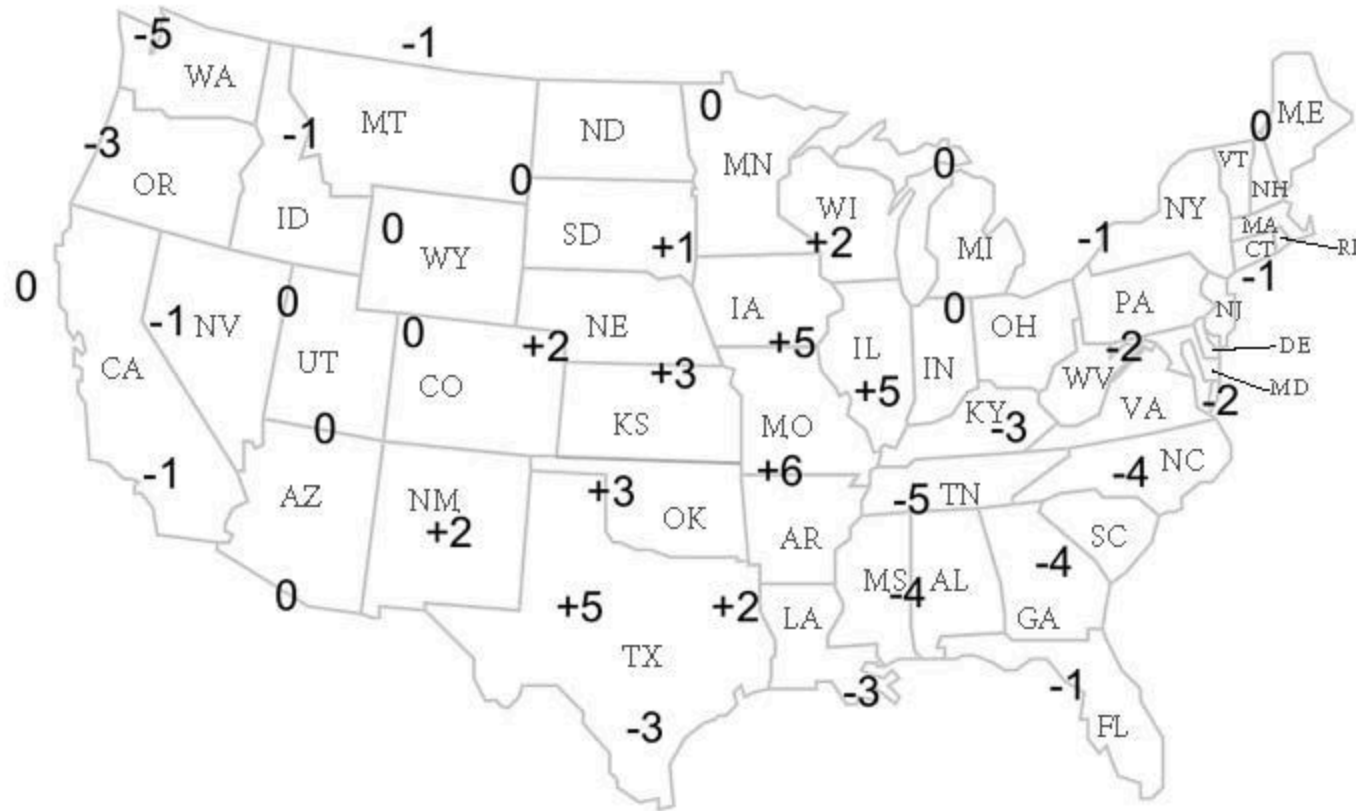 -5
-1
WA
MT
0
ME
-3
-1
ND
0
MN
0
VT
OR
0
NH
ID
0
SD
+1
WI
+2
MI
NY
MA
CT
RI
-1
-1
0
WY
0
NV
-1
UT
0
CO
+2
NE
IA
+5
IL
+5
IN
0
OH
PA
NJ
-2
DE
WV
MD
CA
+3
KS
MO
KY
-3
VA
-2
0
-1
AZ
NM
+2
+3
OK
+6
AR
TN
-5
NC
-4
SC
-4
0
+5
+2
LA
MS
-4
AL
GA
TX
-3
-3
-1
FL